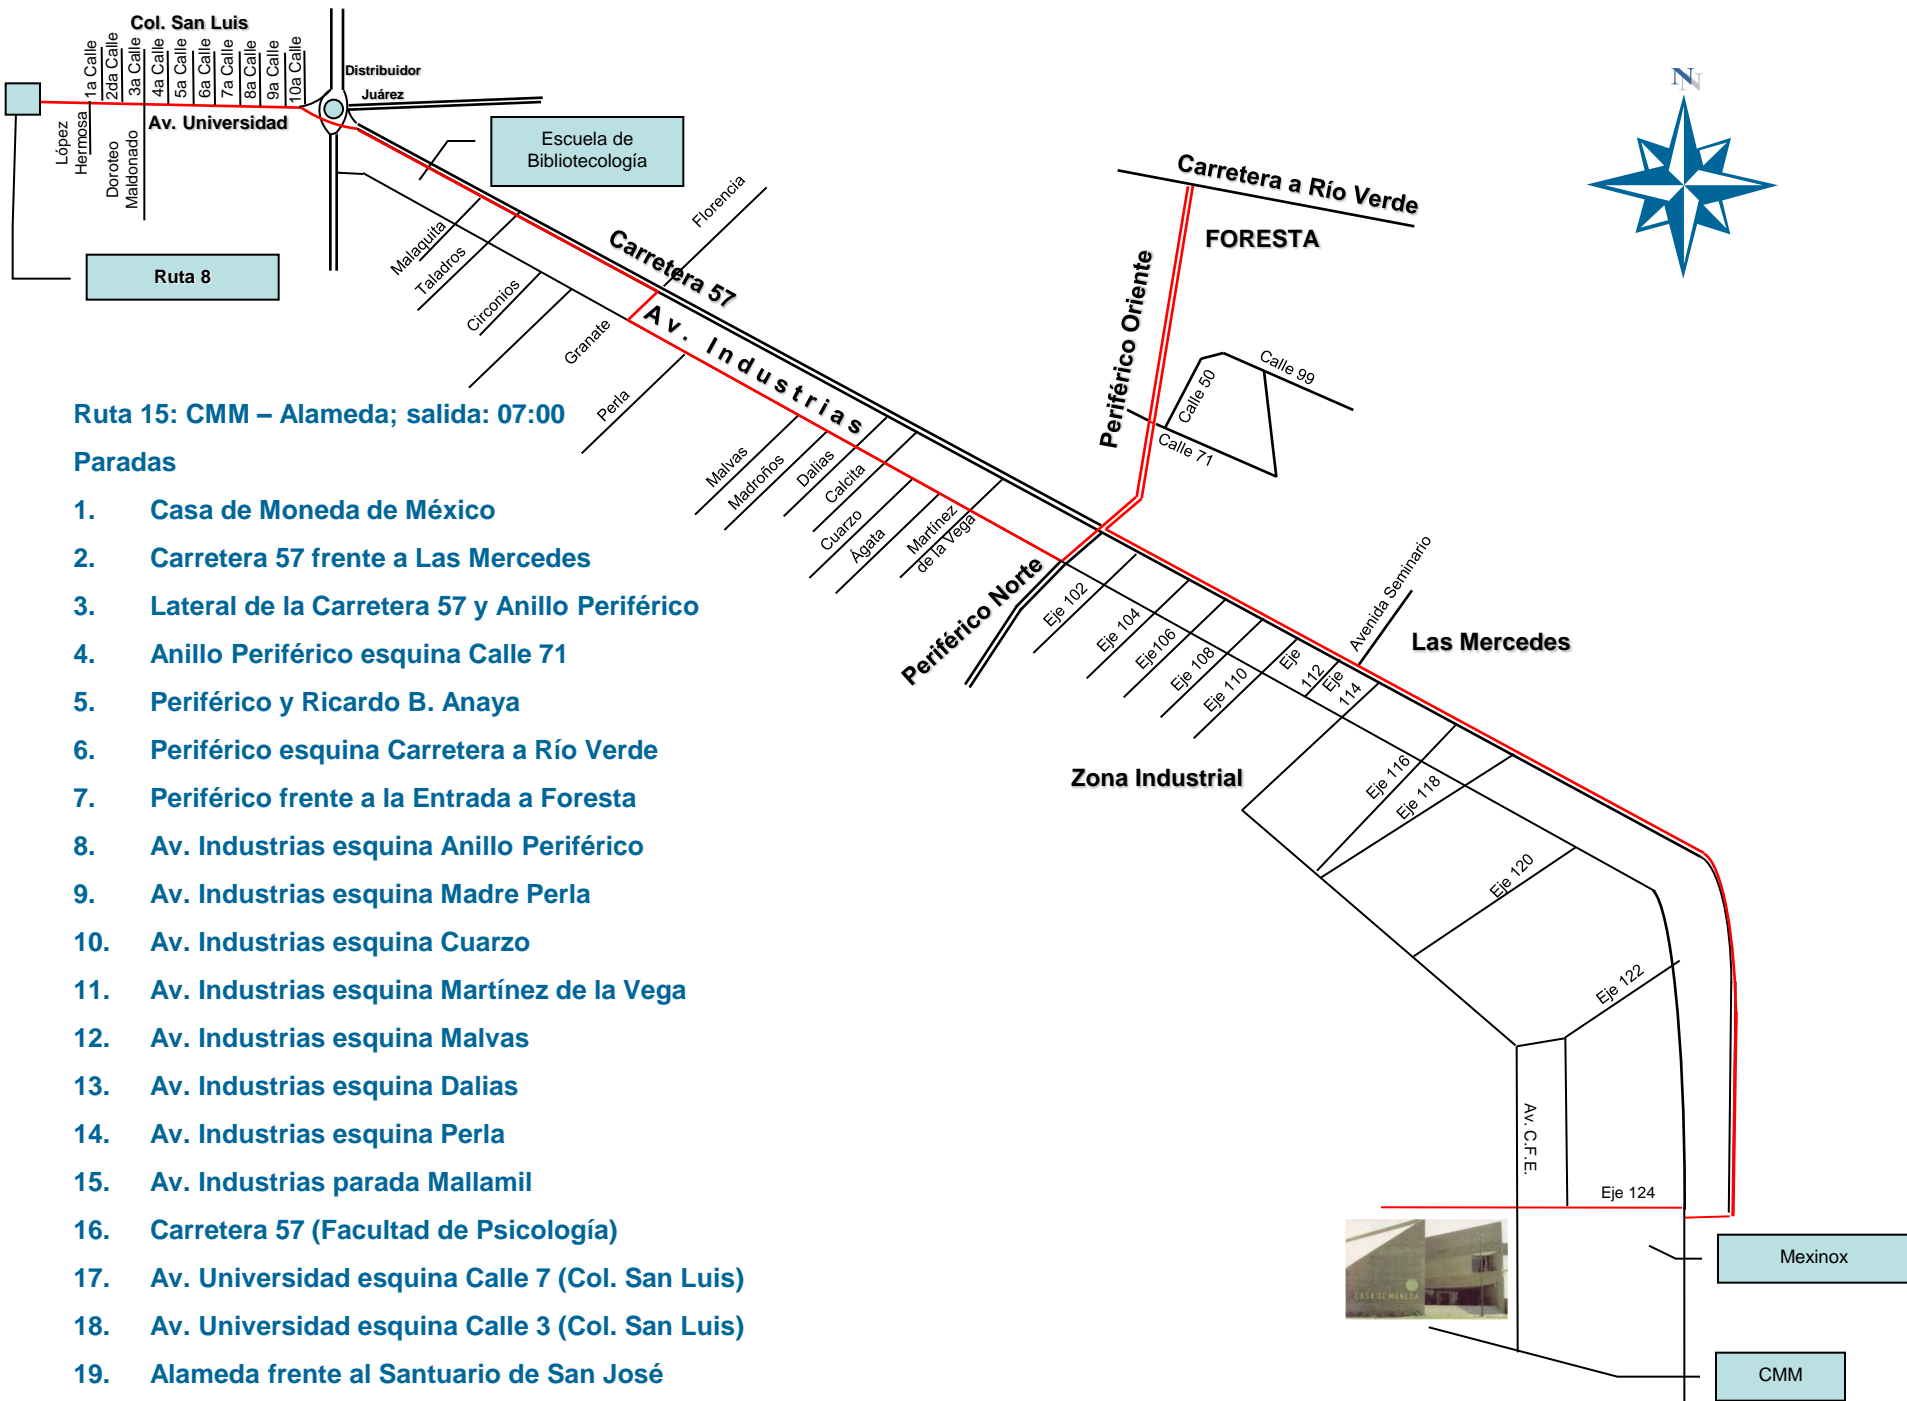 Col. San Luis
1a Calle
2da Calle
3a Calle
4a Calle
5a Calle
6a Calle
7a Calle
8a Calle
9a Calle
10a Calle
Distribuidor
Juárez
Av. Universidad
López
Hermosa
Doroteo
Maldonado
Escuela de
Bibliotecología
Ruta 8
N
Carretera a Río Verde
FORESTA
Periférico Oriente
Florencia
Carretera 57
Av. Industrias
Malaquita
Taladros
Circonios
Granate
Perla
Malvas
Madroños
Dalias
Calcita
Cuarzo
Ágata
Martínez
de la Vega
Calle 50
Calle 99
Calle 71
Periférico Norte
Eje 102
Eje 104
Eje106
Eje 108
Eje 110
Eje
112
Eje
114
Avenida Seminario
Las Mercedes
Zona Industrial
Eje 116
Eje 118
Eje 120
Eje 122
Av. C.F.E.
Eje 124
CASA DE MONEDA
Mexinox
CMM
Ruta 15: CMM – Alameda; salida: 07:00
Paradas
1. Casa de Moneda de México
2. Carretera 57 frente a Las Mercedes
3. Lateral de la Carretera 57 y Anillo Periférico
4. Anillo Periférico esquina Calle 71
5. Periférico y Ricardo B. Anaya
6. Periférico esquina Carretera a Río Verde
7. Periférico frente a la Entrada a Foresta
8. Av. Industrias esquina Anillo Periférico
9. Av. Industrias esquina Madre Perla
10. Av. Industrias esquina Cuarzo
11. Av. Industrias esquina Martínez de la Vega
12. Av. Industrias esquina Malvas
13. Av. Industrias esquina Dalias
14. Av. Industrias esquina Perla
15. Av. Industrias parada Mallamil
16. Carretera 57 (Facultad de Psicología)
17. Av. Universidad esquina Calle 7 (Col. San Luis)
18. Av. Universidad esquina Calle 3 (Col. San Luis)
19. Alameda frente al Santuario de San José